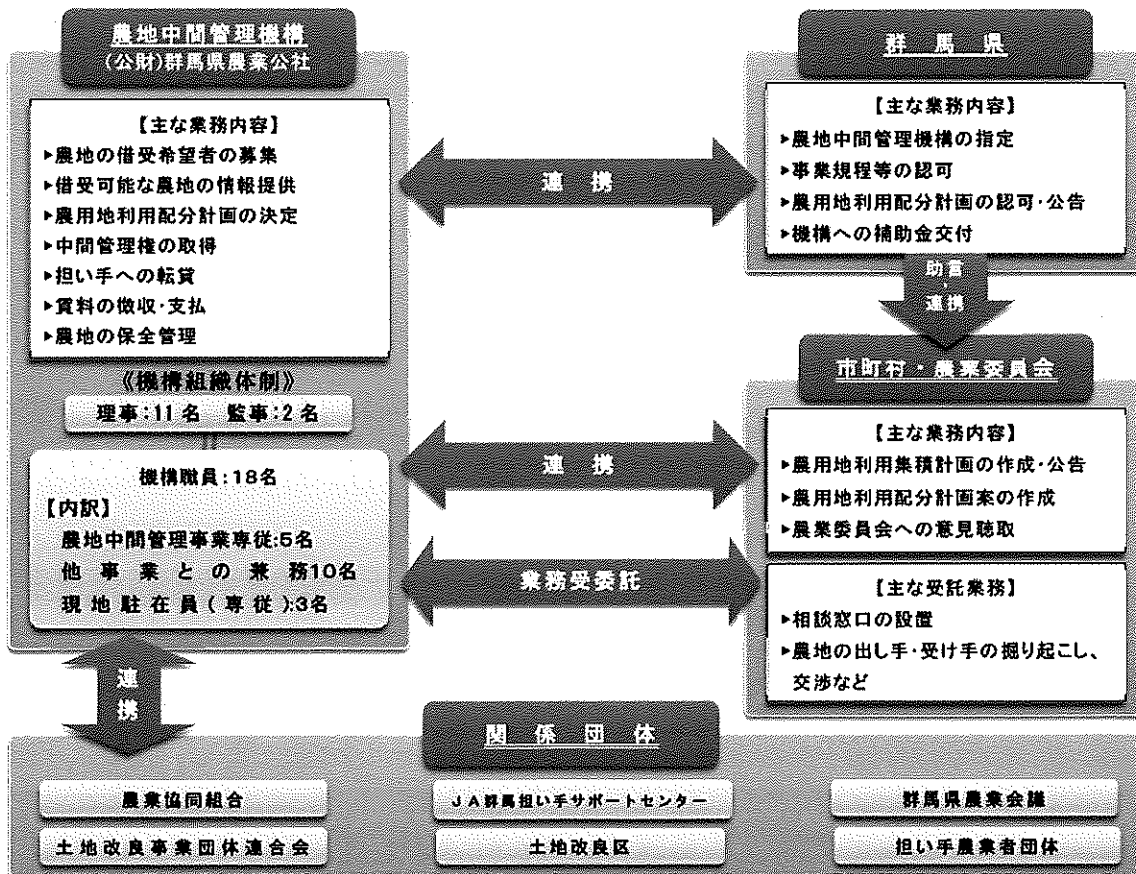 農地中間管理機構
(公財)群馬県農業公社
【主な業務内容】
▸農地の借受希望者の募集
▸借受可能な農地の情報提供
▸農用地利用配分計画の決定
▸中間管理権の取得
▸担い手への転貸
▸賃料の徴収・支払
▸農地の保全管理
《機構組織体制》
理事:11名 監事:2名
機構職員:18名
【内訳】
農地中間管理事業専従:5名
他事業との兼務10名
現地駐在員(専従):3名
連携
連携
業務受委託
群馬県
【主な業務内容】
▸農地中間管理機構の指定
▸事業規程等の認可
▸農用地利用配分計画の認可・公告
▸機構への補助金交付
助言・連携
市町村・農業委員会
【主な業務内容】
▸農用地利用集積計画の作成・公告
▸農用地利用配分計画案の作成
▸農業委員会への意見聴取
【主な受託業務】
▸相談窓口の設置
▸農地の出し手・受け手の掘り起こし、
交渉など
連携
関係団体
農業協同組合
JA群馬担い手サポートセンター
群馬県農業会議
土地改良事業団体連合会
土地改良区
担い手農業者団体